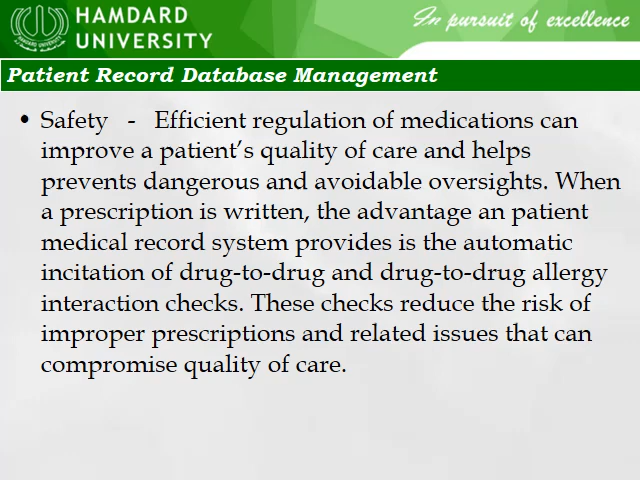 HAMDARD
UNIVERSITY
HAMDARD UNIVERSITY
In pursuit of excellence
Patient Record Database Management
• Safety - Efficient regulation of medications can
improve a patient’s quality of care and helps
prevents dangerous and avoidable oversights. When
a prescription is written, the advantage an patient
medical record system provides is the automatic
incitation of drug-to-drug and drug-to-drug allergy
interaction checks. These checks reduce the risk of
improper prescriptions and related issues that can
compromise quality of care.